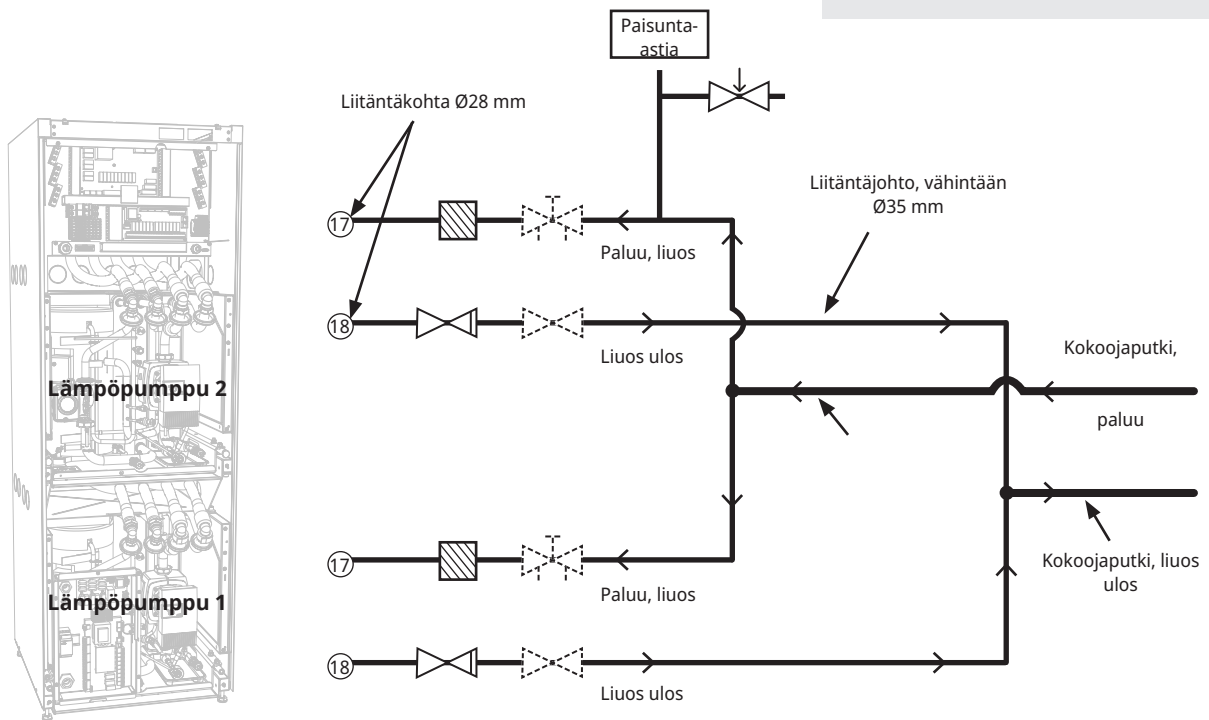 Paisunta-
astia
Liitäntäkohta Ø28 mm
Liitäntäjohto, vähintään
Ø35 mm
17
Paluu, liuos
18
Liuos ulos
Kokoojaputki,
paluu
Lämpöpumppu 2
Kokoojaputki, liuos
ulos
17
Paluu, liuos
Lämpöpumppu 1
18
Liuos ulos